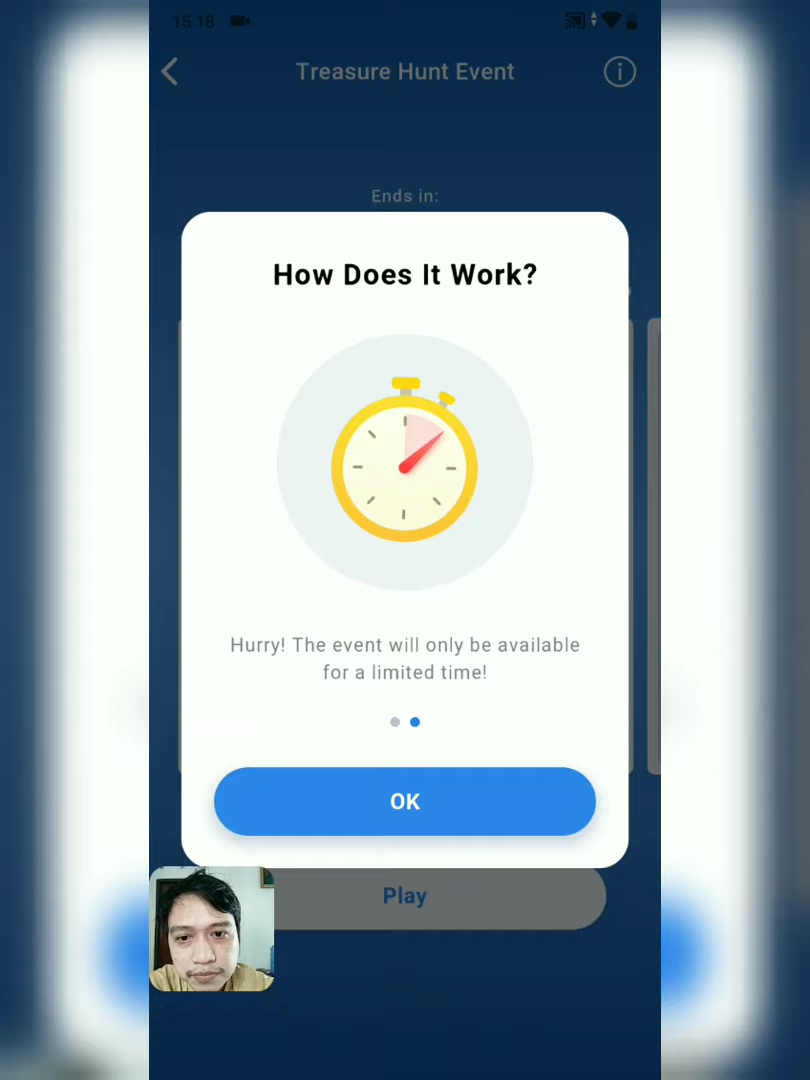 15.18
Treasure Hunt Event
Ends in:
How Does It Work?
Hurry! The event will only be available
for a limited time!
OK
Play